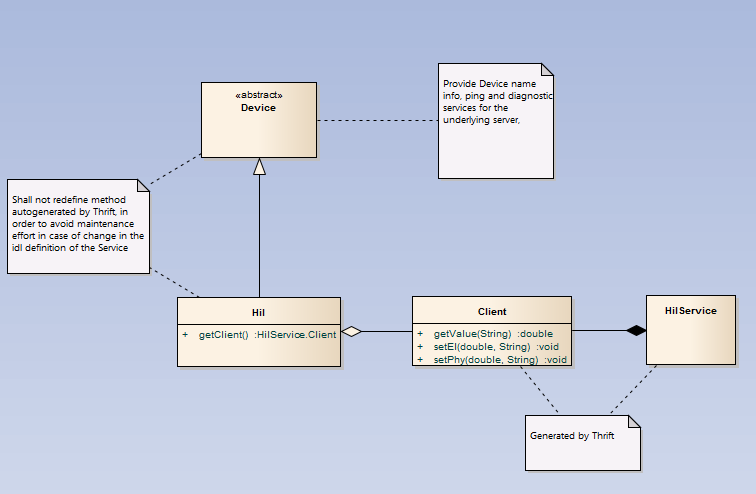 «abstract»
Device
Provide Device name
info, ping and diagnostic
services for the
underlying server,
Shall not redefine method
autogenerated by Thrift, in
order to avoid maintenance
effort in case of change in the
idl definition of the Service
Hil
+ getClient() :HilService.Client
Client
+ getValue(String) :double
+ setEl(double, String) :void
+ setPhy(double, String) :void
HilService
Generated by Thrift